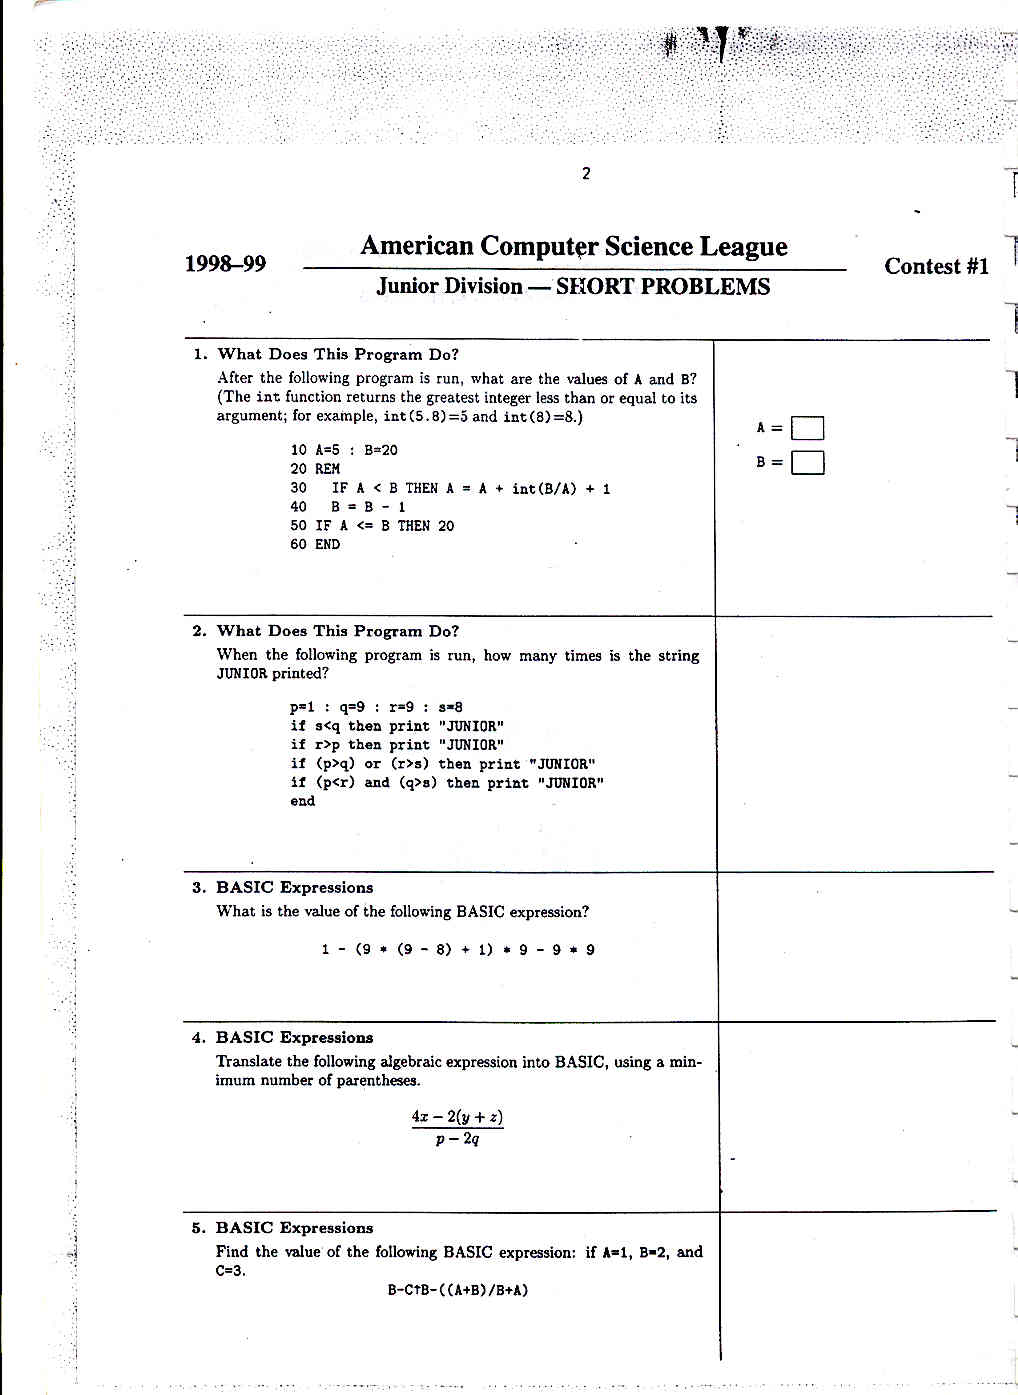 2
American Computer Science League
1998–99
Contest #1
Junior Division — SHORT PROBLEMS
1. What Does This Program Do?
After the following program is run, what are the values of A and B?
(The int function returns the greatest integer less than or equal to its
argument; for example, int(5.8)=5 and int(8)=8.)
10 A=5 : B=20
20 REM
30 IF A < B THEN A = A + int(B/A) + 1
40 B = B - 1
50 IF A <= B THEN 20
60 END
A =
B =
2. What Does This Program Do?
When the following program is run, how many times is the string
JUNIOR printed?
p=1 : q=9 : r=9 : s=8
if s<q then print "JUNIOR"
if r>p then print "JUNIOR"
if (p>q) or (r>s) then print "JUNIOR"
if (p<r) and (q>s) then print "JUNIOR"
end
3. BASIC Expressions
What is the value of the following BASIC expression?
1 - (9 * (9 - 8) + 1) * 9 - 9 * 9
4. BASIC Expressions
Translate the following algebraic expression into BASIC, using a min-
imum number of parentheses.
4x − 2(y + z)
p − 2q
5. BASIC Expressions
Find the value of the following BASIC expression: if A=1, B=2, and
C=3.
B-C↑B-((A+B)/B+A)